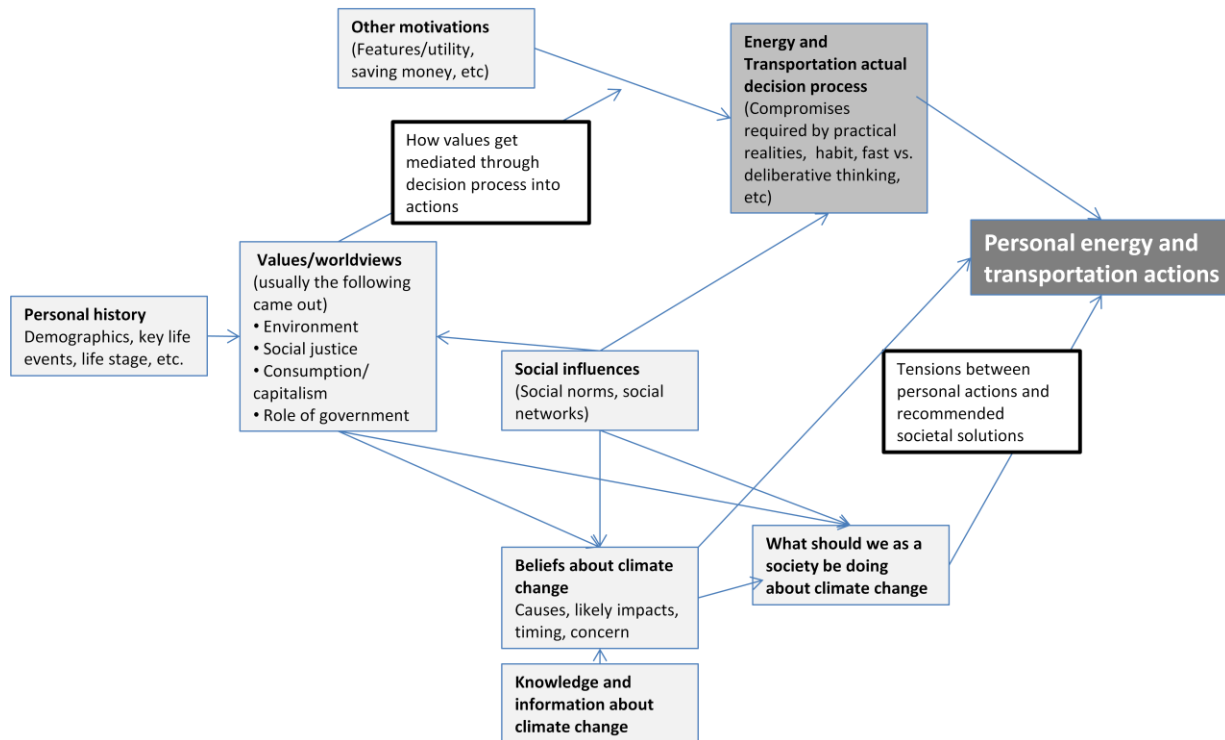 Other motivations
(Features/utility,
saving money, etc)
Energy and
Transportation actual
decision process
(Compromises
required by practical
realities,  habit, fast vs.
deliberative thinking,
etc)
How values get
mediated through
decision process into
actions
Personal energy and
transportation actions
Values/worldviews
(usually the following
came out)
• Environment
• Social justice
• Consumption/
capitalism
• Role of government
Personal history
Demographics, key life
events, life stage, etc.
Social influences
(Social norms, social
networks)
Tensions between
personal actions and
recommended
societal solutions
What should we as a
society be doing
about climate change
Beliefs about climate
change
Causes, likely impacts,
timing, concern
Knowledge and
information about
climate change